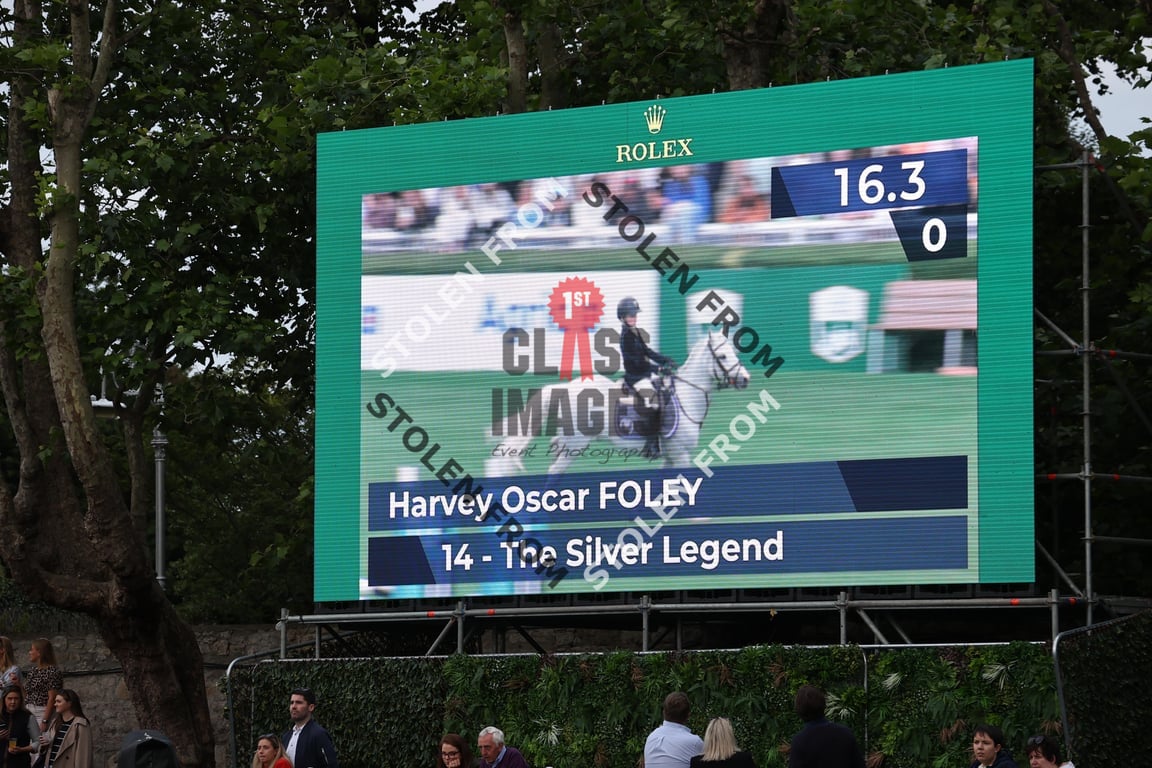 ROLEX
16.3
0
STOLEN FROM
STOLEN FROM
1ST
1ST
CLASS
IMAGES
Event Photography
STOLEN FROM
STOLEN FROM
Harvey Oscar FOLEY
14 - The Silver Legend